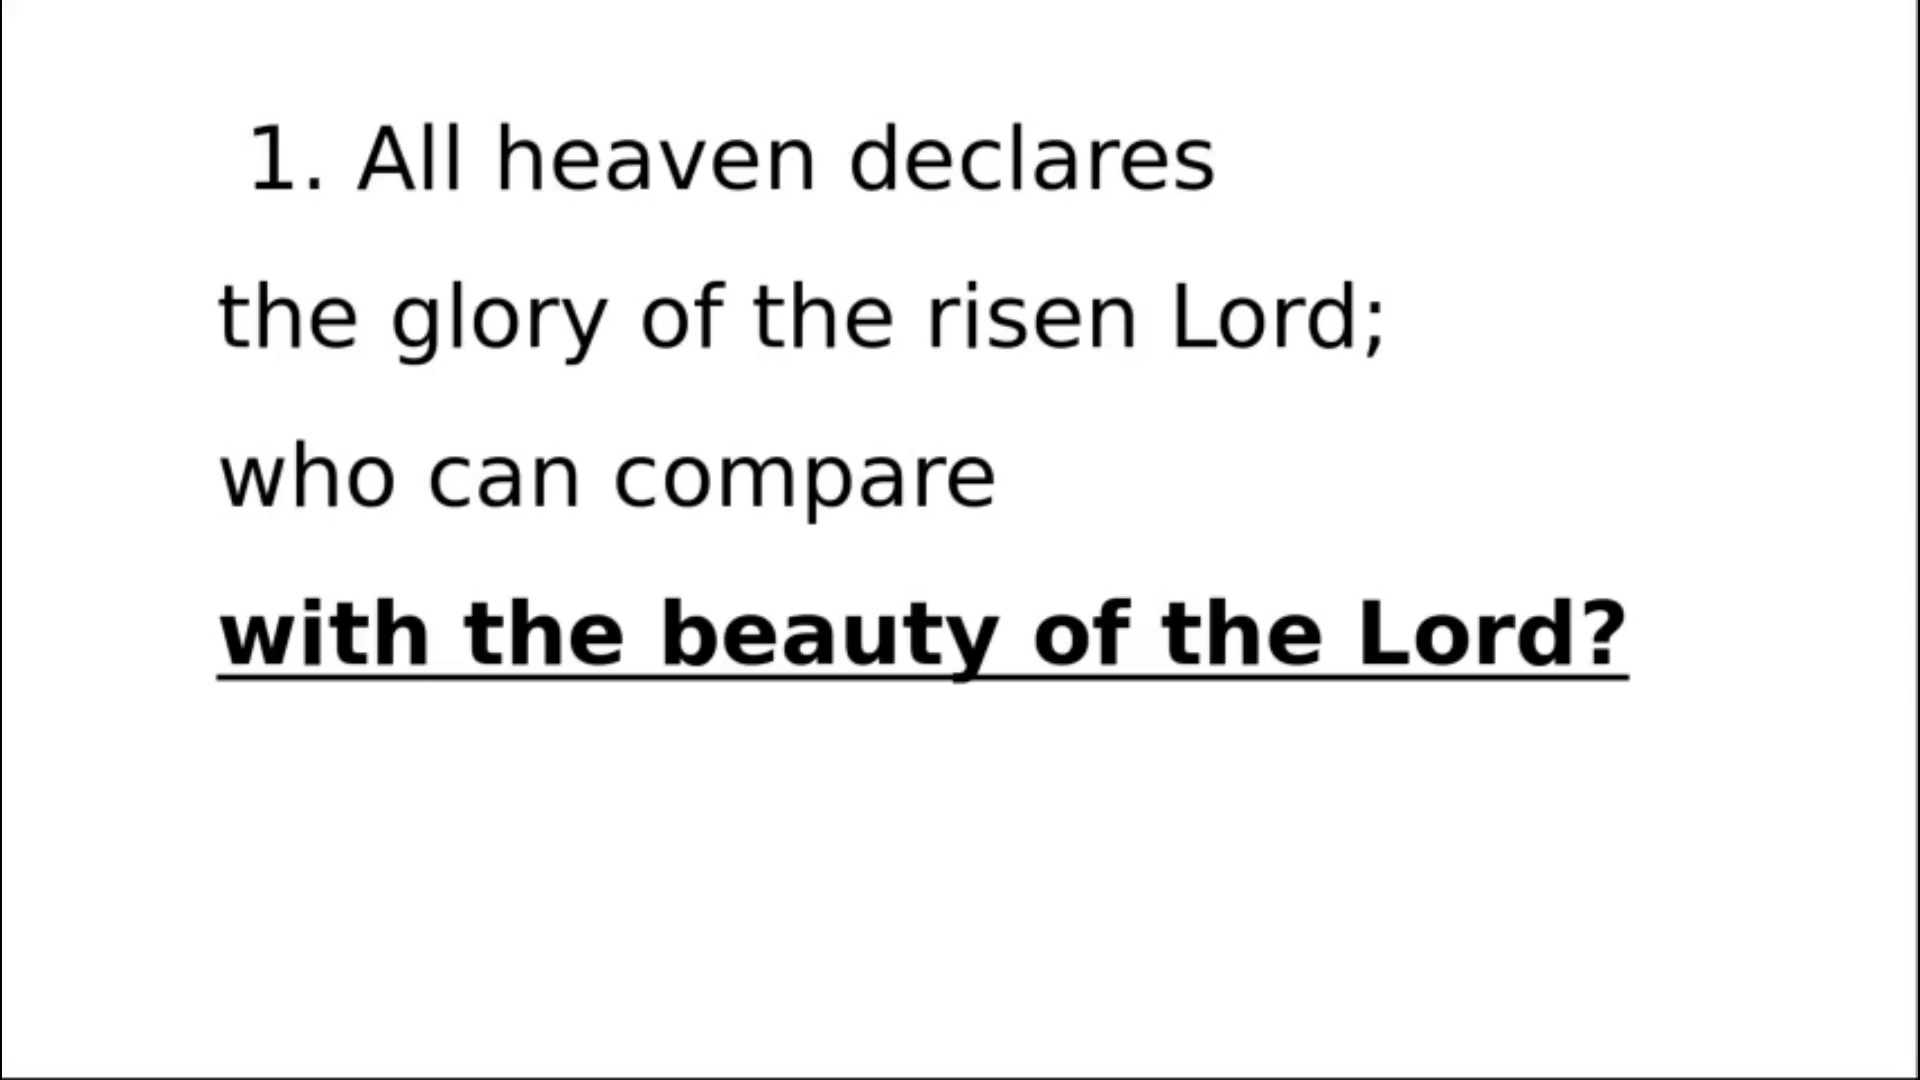 1. All heaven declares
the glory of the risen Lord;
who can compare
with the beauty of the Lord?